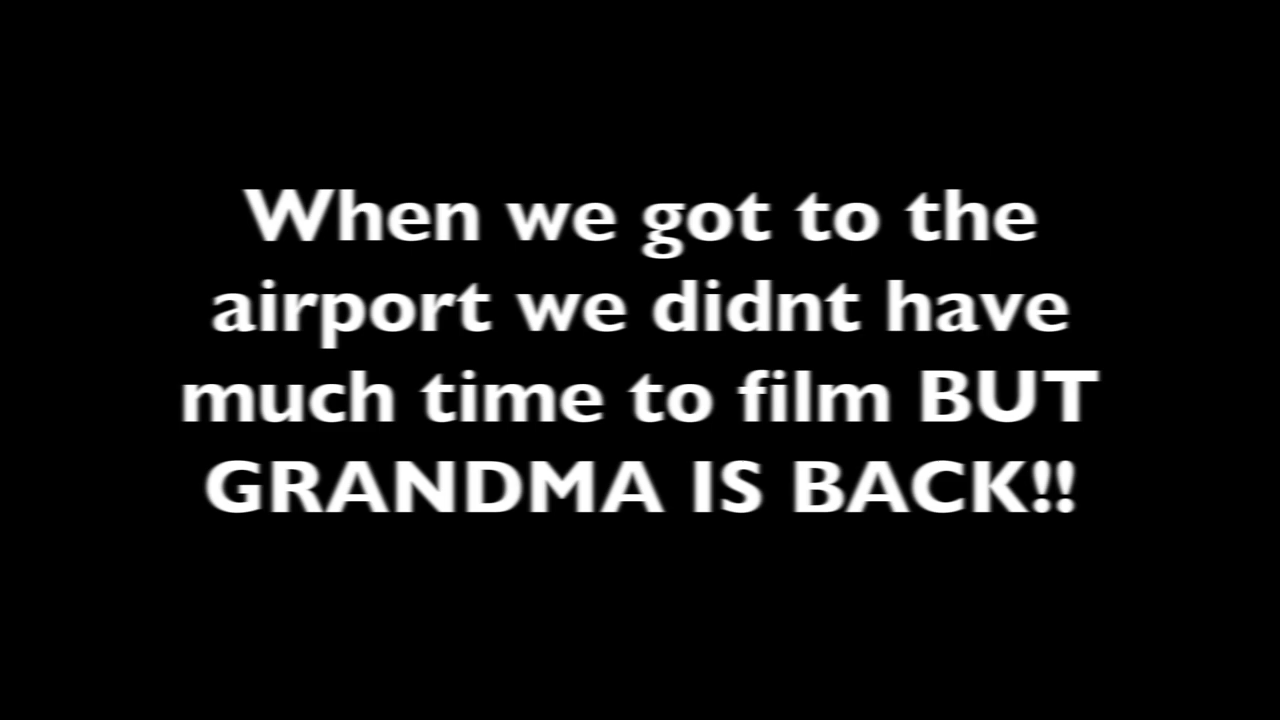 When we got to the
airport we didnt have
much time to film BUT
GRANDMA IS BACK!!